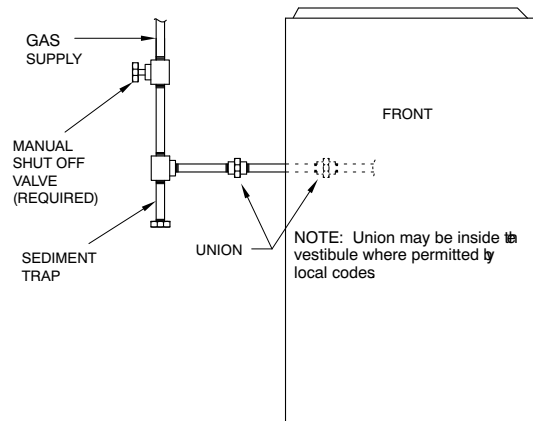 GAS
SUPPLY
FRONT
MANUAL
SHUT OFF
VALVE
(REQUIRED)
SEDIMENT
TRAP
UNION
NOTE: Union may be inside the
vestibule where permitted by
local codes